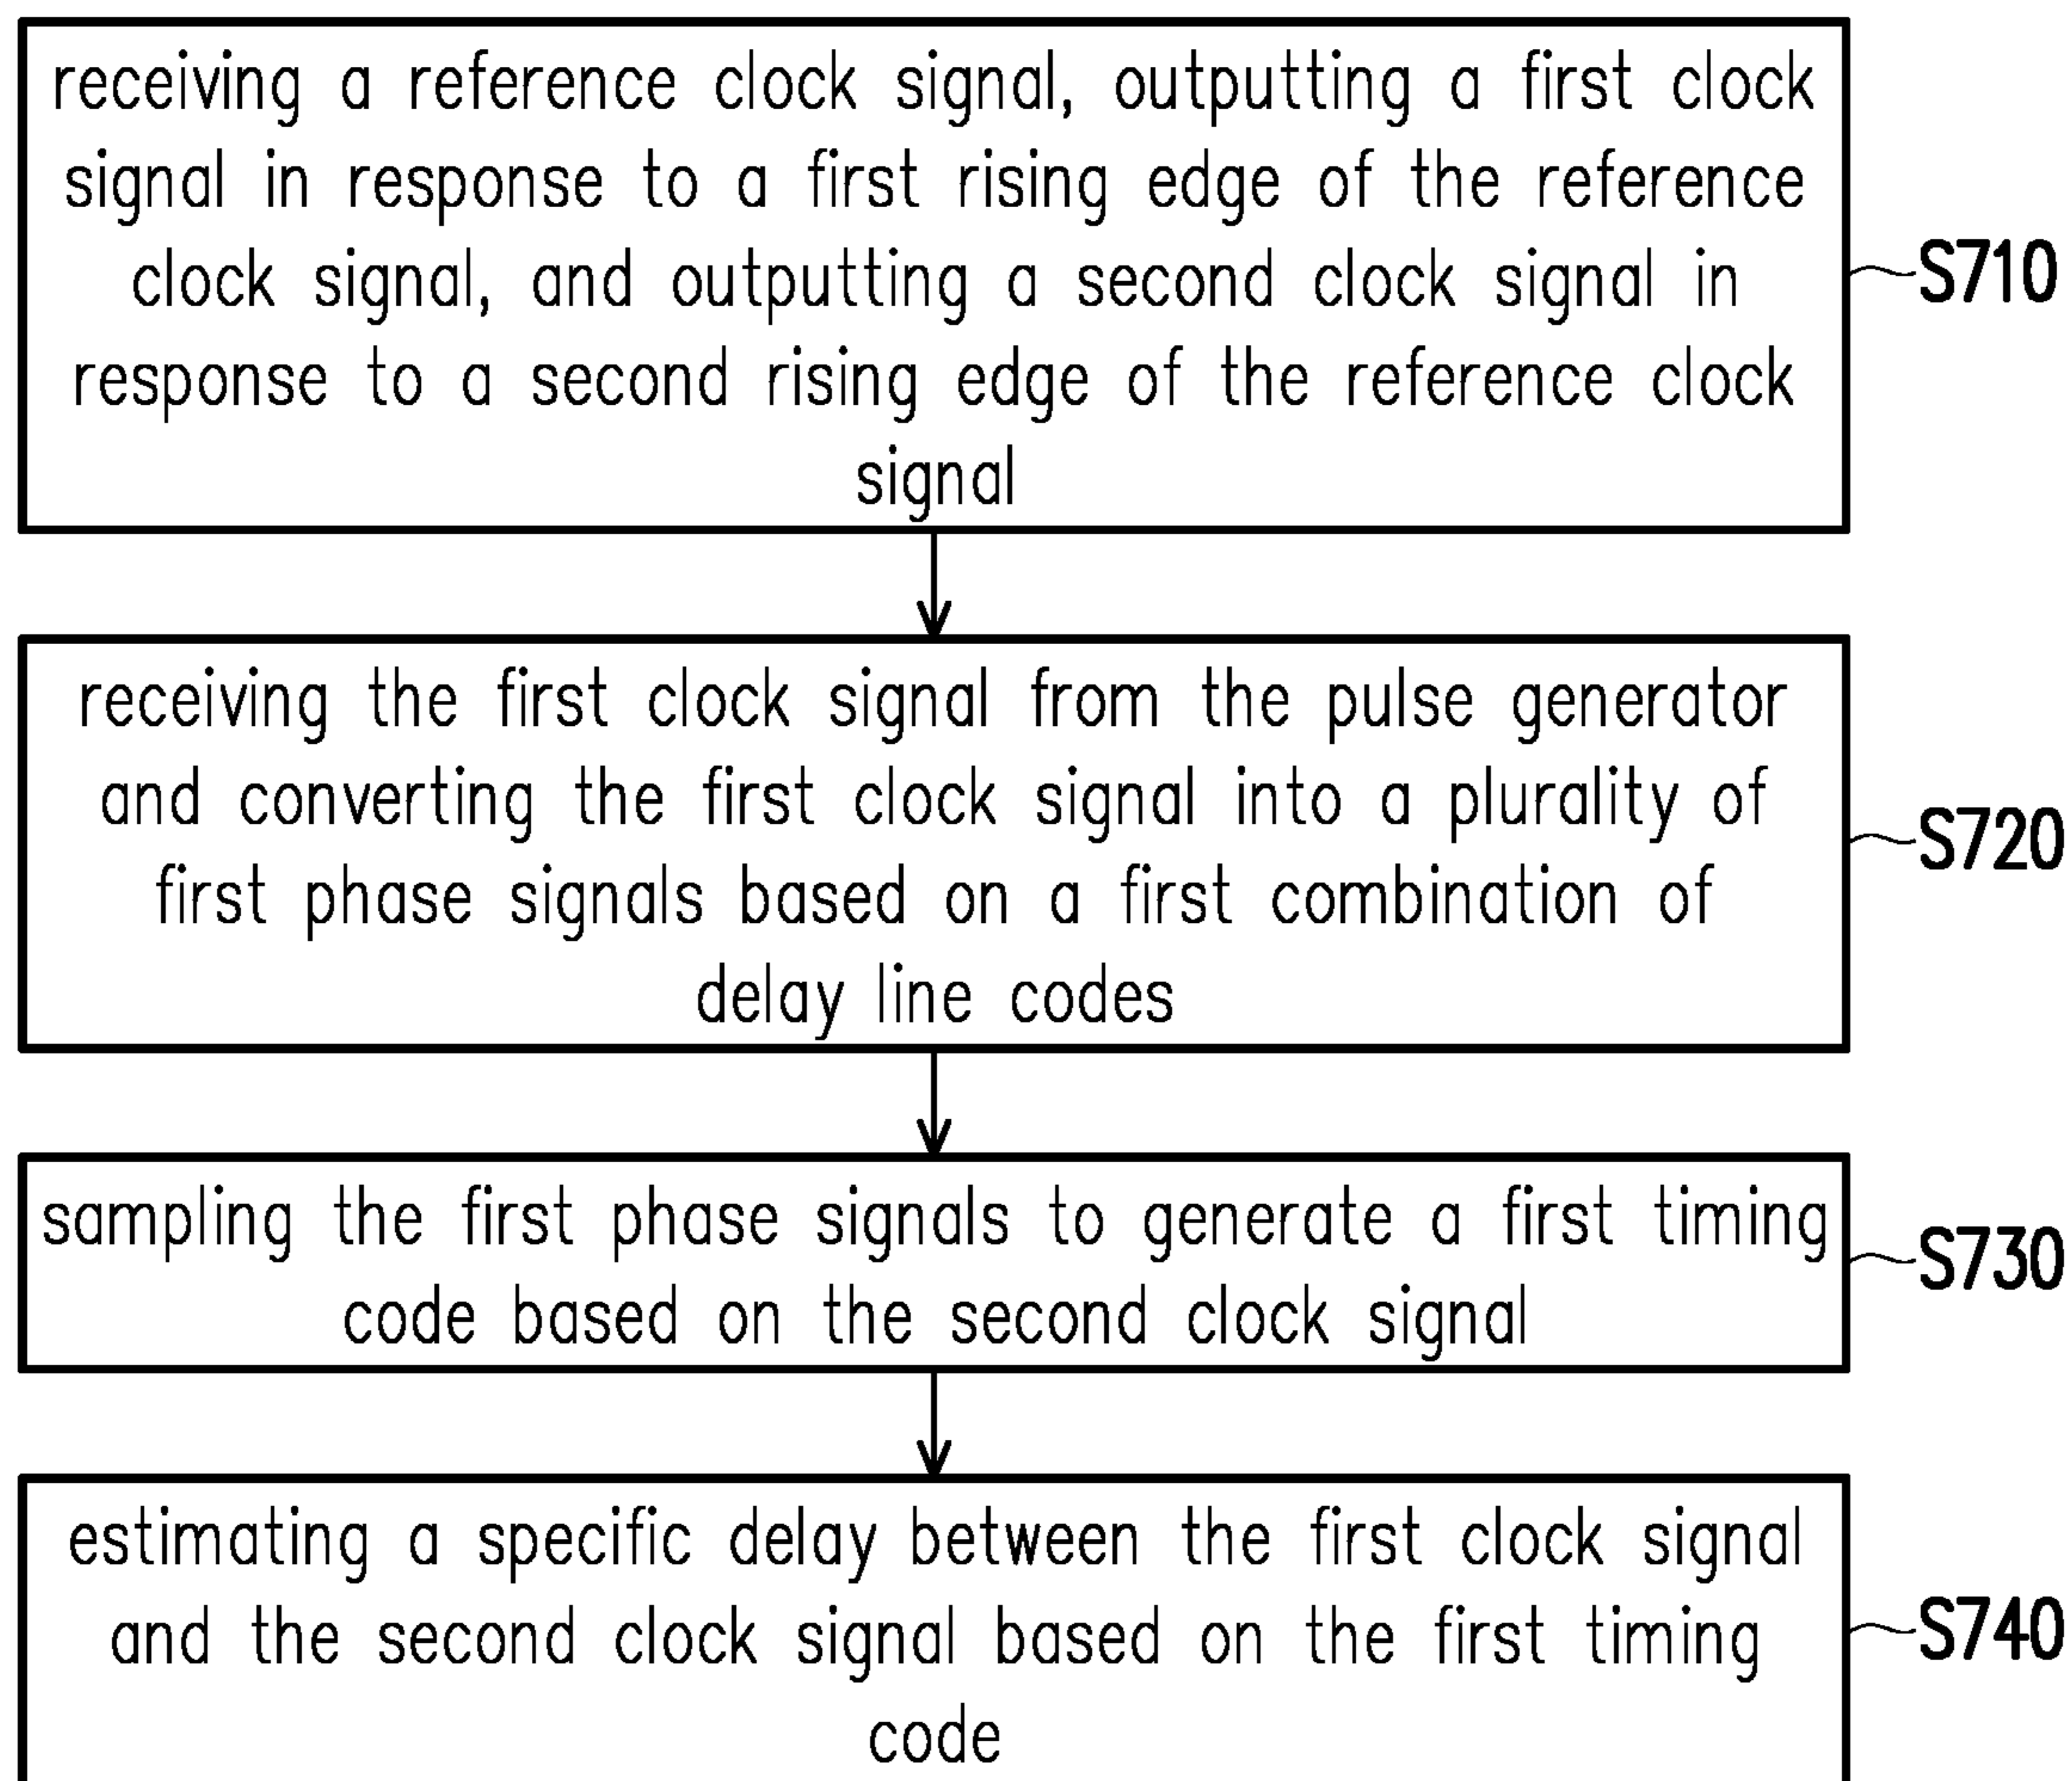 receiving a reference clock signal, outputting a first clock
signal in response to a first rising edge of the reference
clock signal, and outputting a second clock signal in
response to a second rising edge of the reference clock
signal
S710
receiving the first clock signal from the pulse generator
and converting the first clock signal into a plurality of
first phase signals based on a first combination of
delay line codes
S720
sampling the first phase signals to generate a first timing
code based on the second clock signal
S730
estimating a specific delay between the first clock signal
and the second clock signal based on the first timing
code
S740